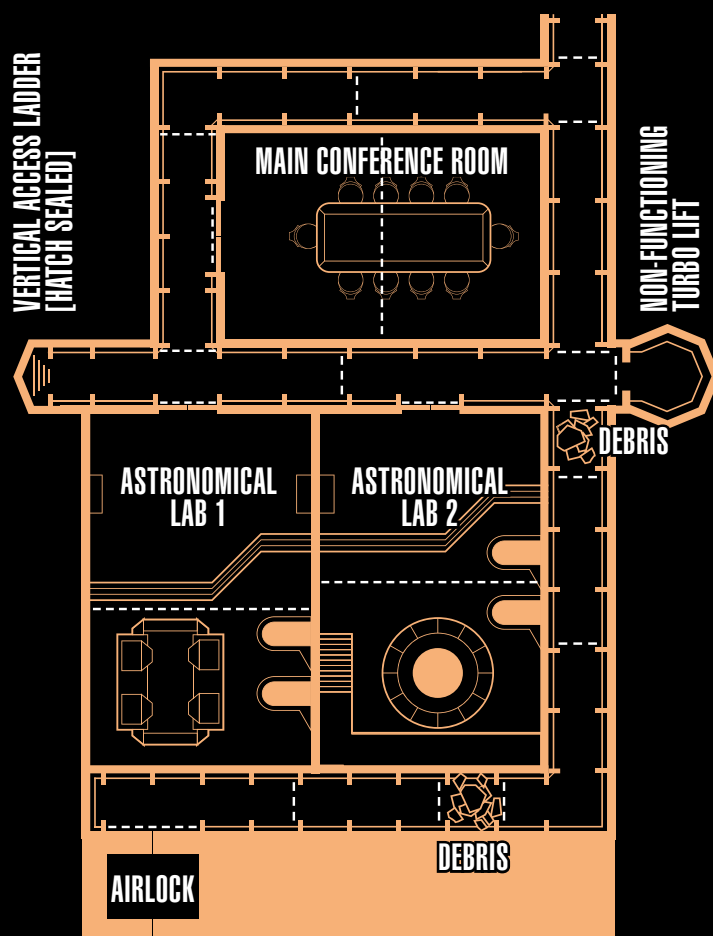 VERTICAL ACCESS LADDER
[HATCH SEALED]
MAIN CONFERENCE ROOM
NON-FUNCTIONING
TURBO LIFT
DEBRIS
ASTRONOMICAL
LAB 1
ASTRONOMICAL
LAB 2
DEBRIS
AIRLOCK